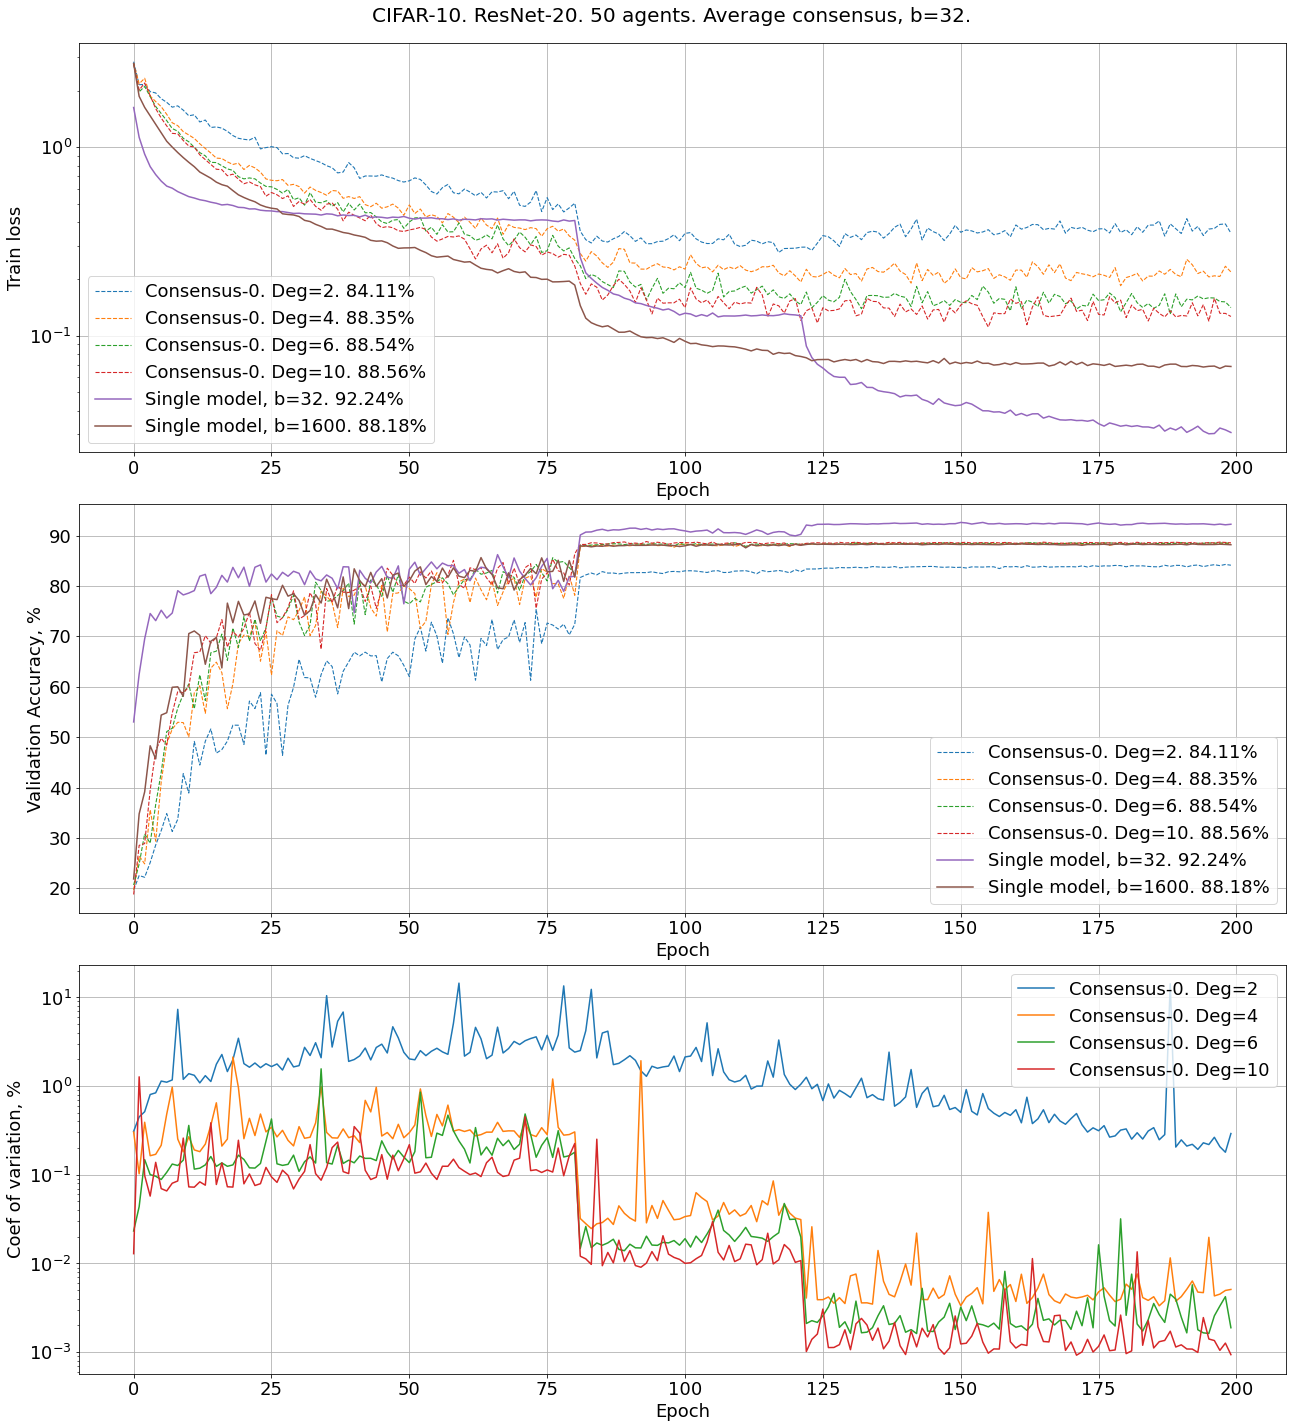 CIFAR-10. ResNet-20. 50 agents. Average consensus, b=32.
Train loss
10^0
10^-1
Consensus-0. Deg=2. 84.11%
Consensus-0. Deg=4. 88.35%
Consensus-0. Deg=6. 88.54%
Consensus-0. Deg=10. 88.56%
Single model, b=32. 92.24%
Single model, b=1600. 88.18%
0 25 50 75 100 125 150 175 200
Epoch
Validation Accuracy, %
90
80
70
60
50
40
30
20
Consensus-0. Deg=2. 84.11%
Consensus-0. Deg=4. 88.35%
Consensus-0. Deg=6. 88.54%
Consensus-0. Deg=10. 88.56%
Single model, b=32. 92.24%
Single model, b=1600. 88.18%
0 25 50 75 100 125 150 175 200
Epoch
Coef of variation, %
10^1
10^0
10^-1
10^-2
10^-3
Consensus-0. Deg=2
Consensus-0. Deg=4
Consensus-0. Deg=6
Consensus-0. Deg=10
0 25 50 75 100 125 150 175 200
Epoch